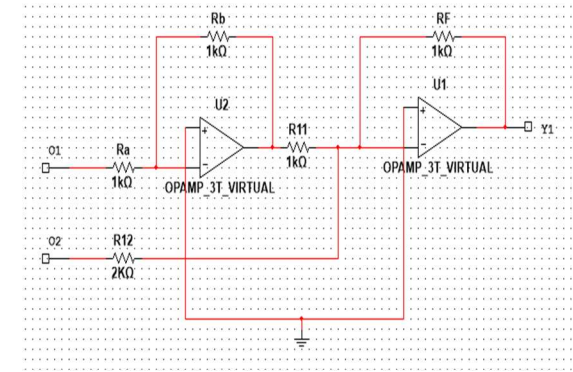 Rb
1kΩ
RF
1kΩ
U2
+
−
OPAMP_3T_VIRTUAL
U1
+
−
OPAMP_3T_VIRTUAL
R11
1kΩ
Y1
O1
Ra
1kΩ
O2
R12
2KΩ